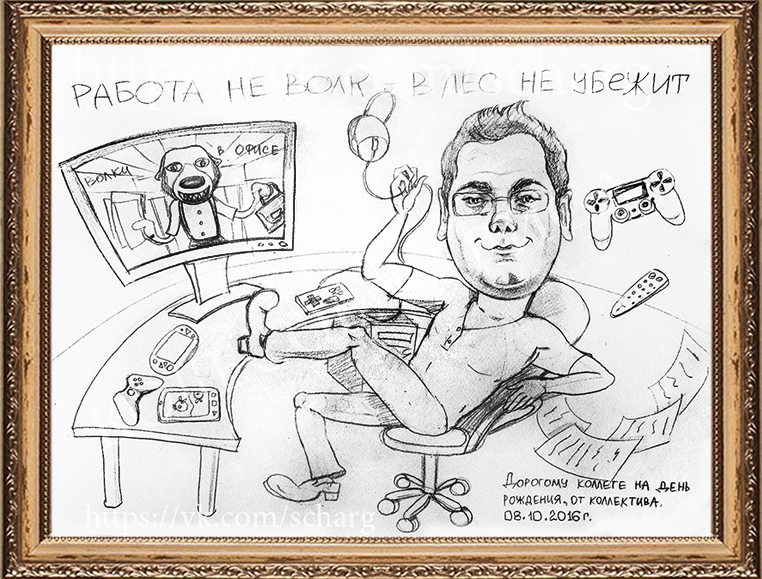 РАБОТА НЕ ВОЛК - В ЛЕС НЕ УБЕЖИТ
ВОЛКИ В ОФИСЕ
ДОРОГОМУ КОЛЛЕГЕ НА ДЕНЬ
РОЖДЕНИЯ, ОТ КОЛЛЕКТИВА.
08.10.2016г.
https://vk.com/scharg